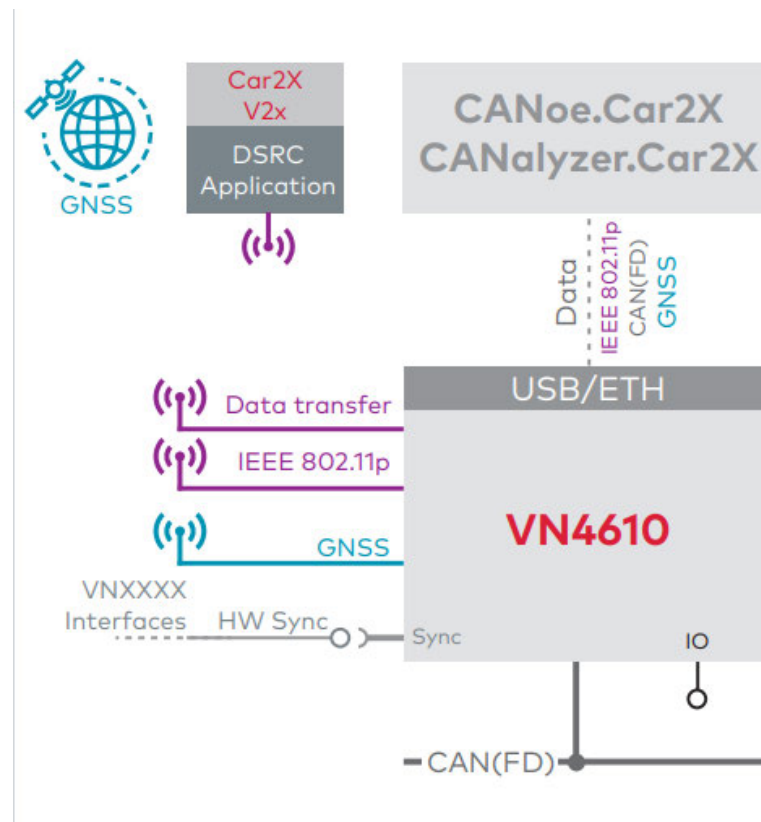 GNSS
Car2X
V2x
DSRC
Application
CANoe.Car2X
CANalyzer.Car2X
Data
IEEE 802.11p
CAN(FD)
GNSS
USB/ETH
Data transfer
IEEE 802.11p
GNSS
VN4610
VNXXXX
Interfaces
HW Sync
Sync
IO
CAN(FD)